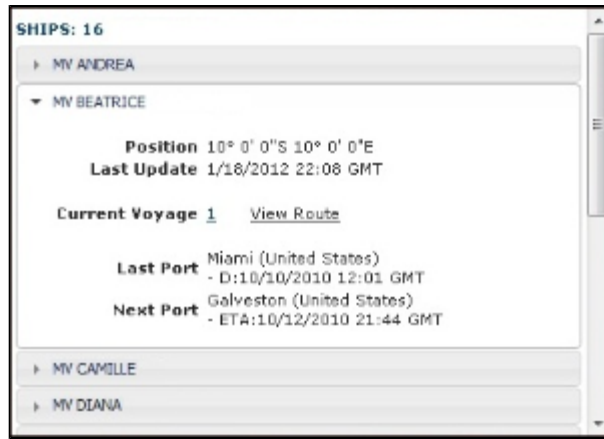 SHIPS: 16
MV ANDREA
MV BEATRICE
Position 10° 0' 0"S 10° 0' 0"E
Last Update 1/18/2012 22:08 GMT
Current Voyage 1 View Route
Last Port Miami (United States)
- D:10/10/2010 12:01 GMT
Next Port Galveston (United States)
- ETA:10/12/2010 21:44 GMT
MV CAMILLE
MV DIANA